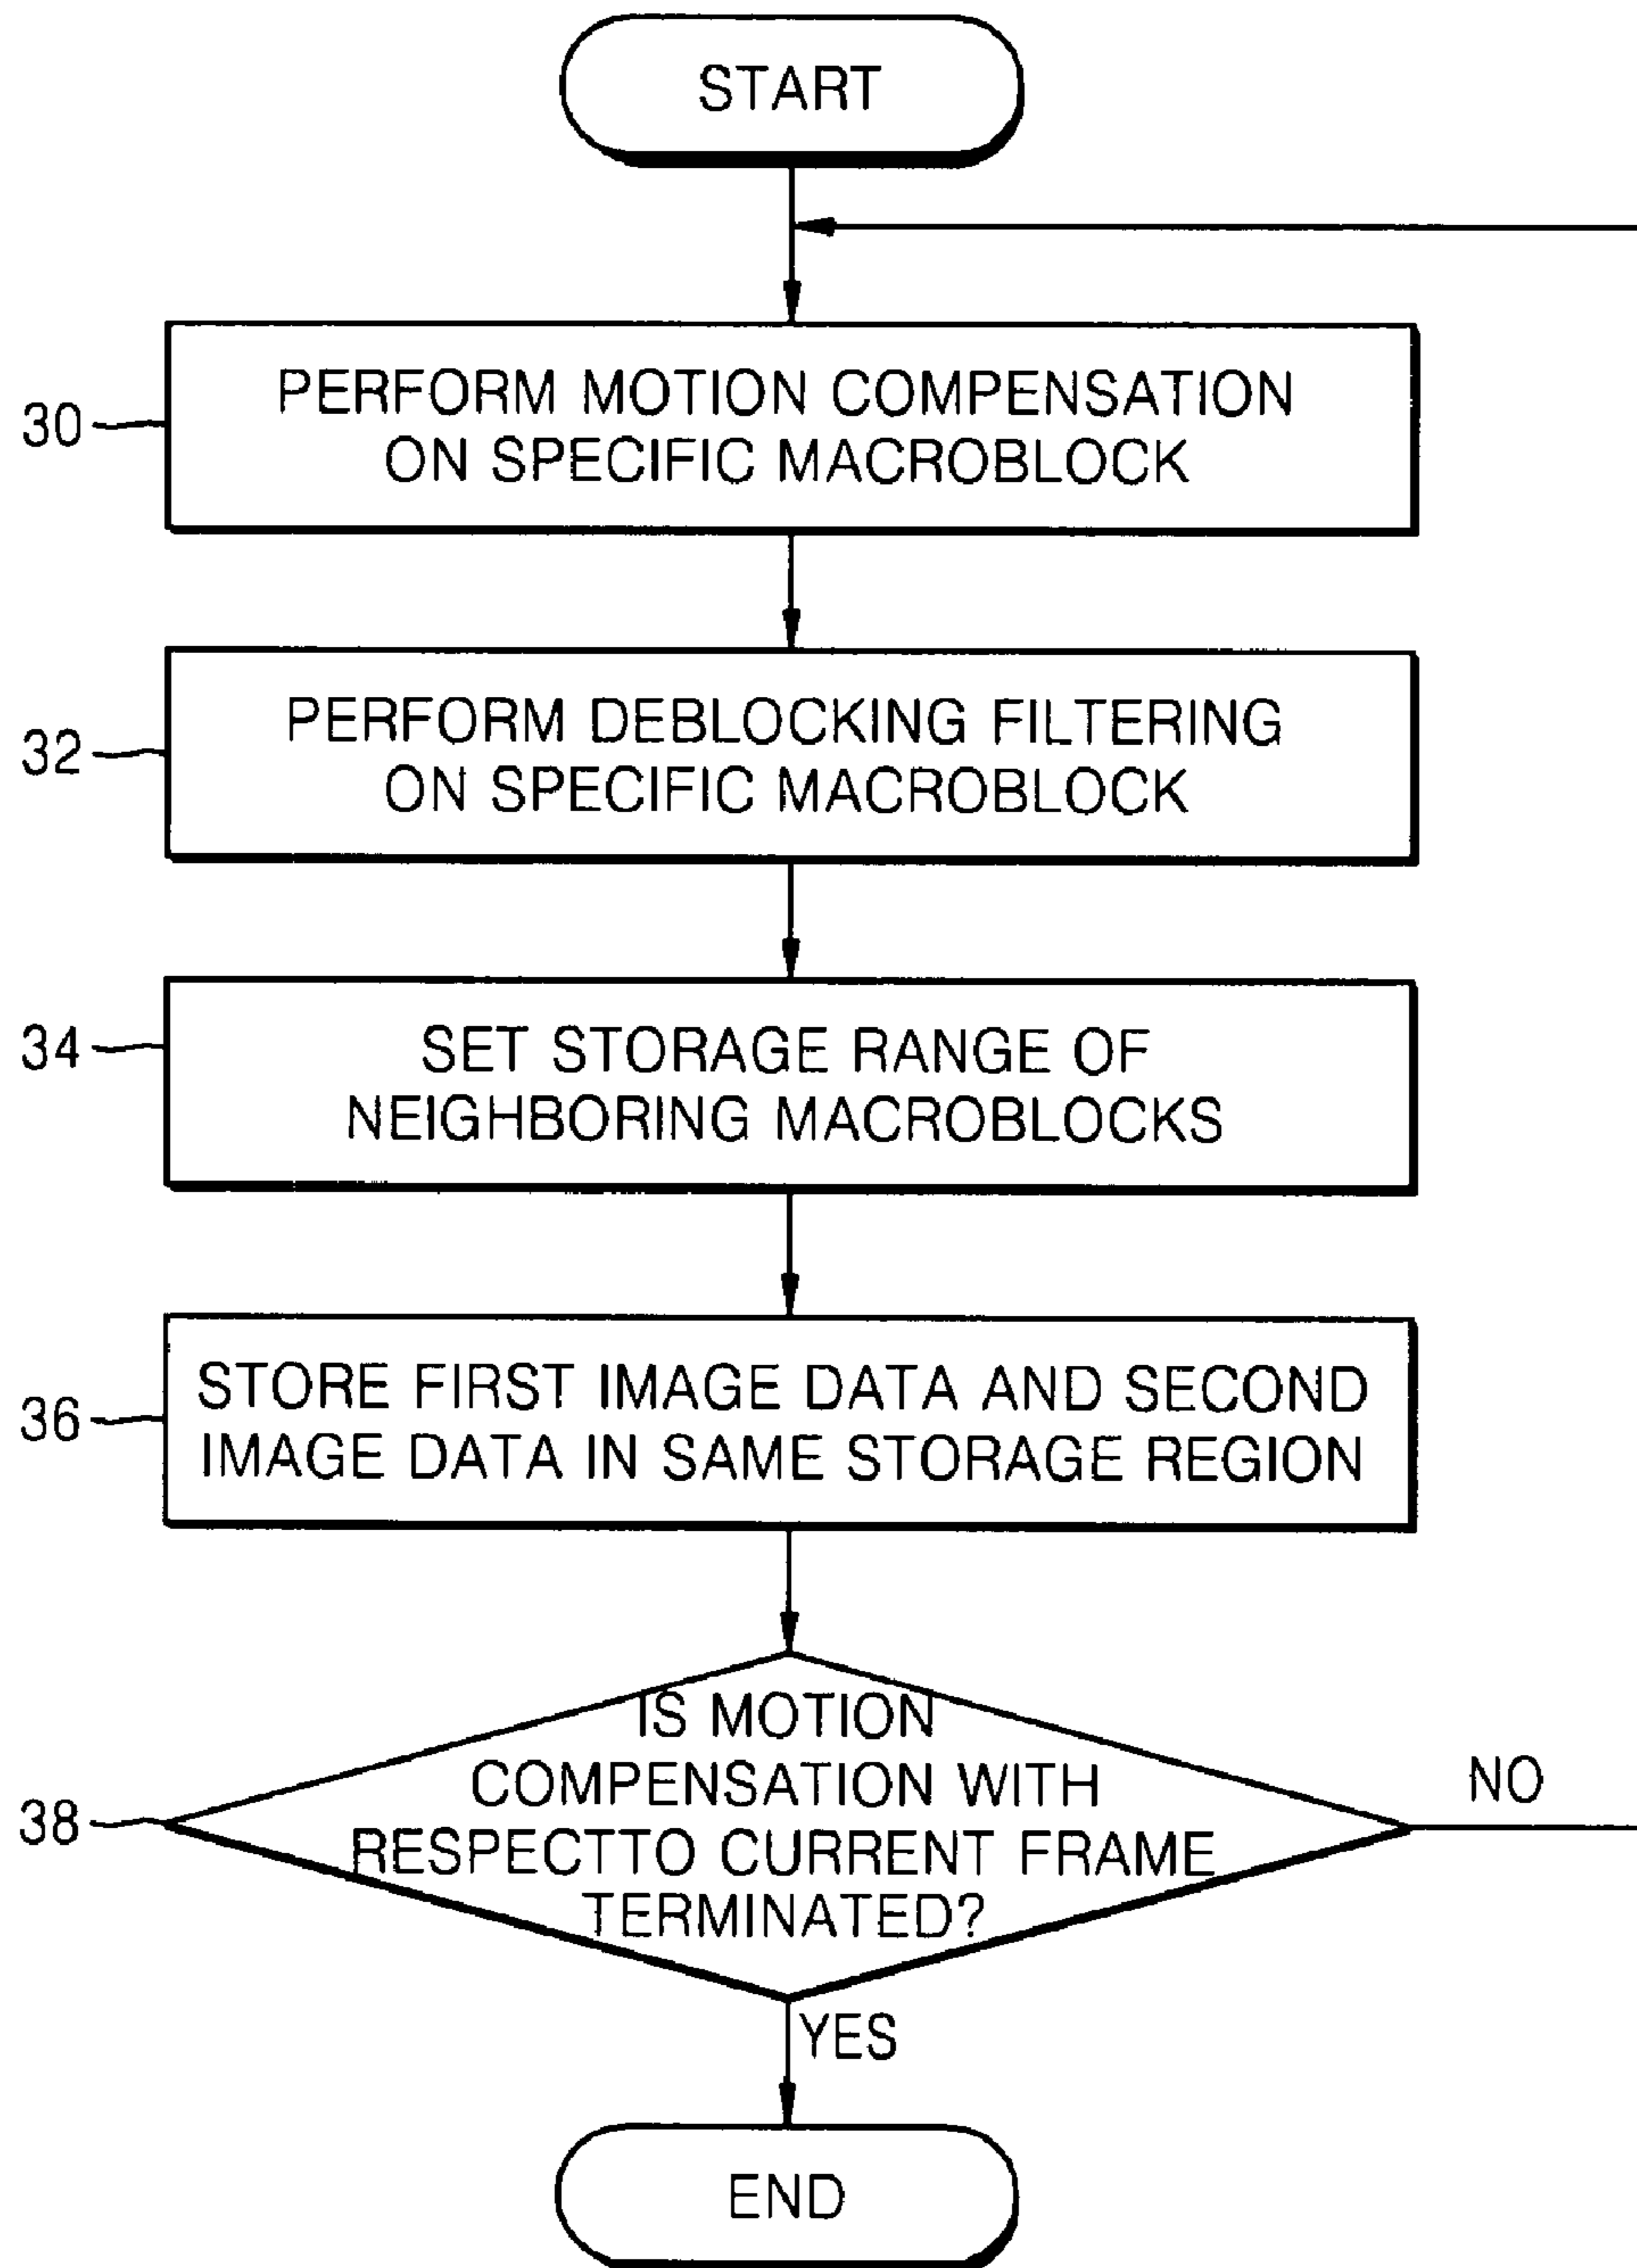 START
30
PERFORM MOTION COMPENSATION
ON SPECIFIC MACROBLOCK
32
PERFORM DEBLOCKING FILTERING
ON SPECIFIC MACROBLOCK
34
SET STORAGE RANGE OF
NEIGHBORING MACROBLOCKS
36
STORE FIRST IMAGE DATA AND SECOND
IMAGE DATA IN SAME STORAGE REGION
38
IS MOTION
COMPENSATION WITH
RESPECTTO CURRENT FRAME
TERMINATED?
NO
YES
END